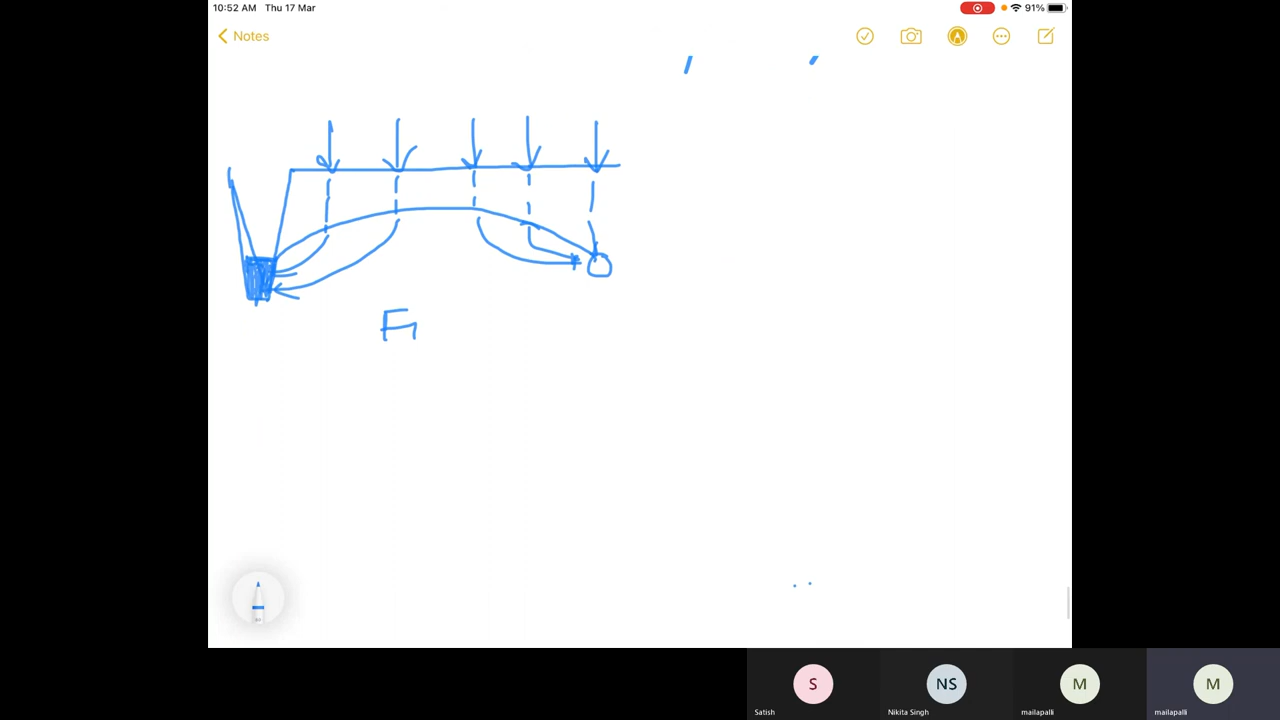 10:52 AM Thu 17 Mar
91%
Notes
S
NS
M
M
Satish
Nikita Singh
mailapalli
mailapalli